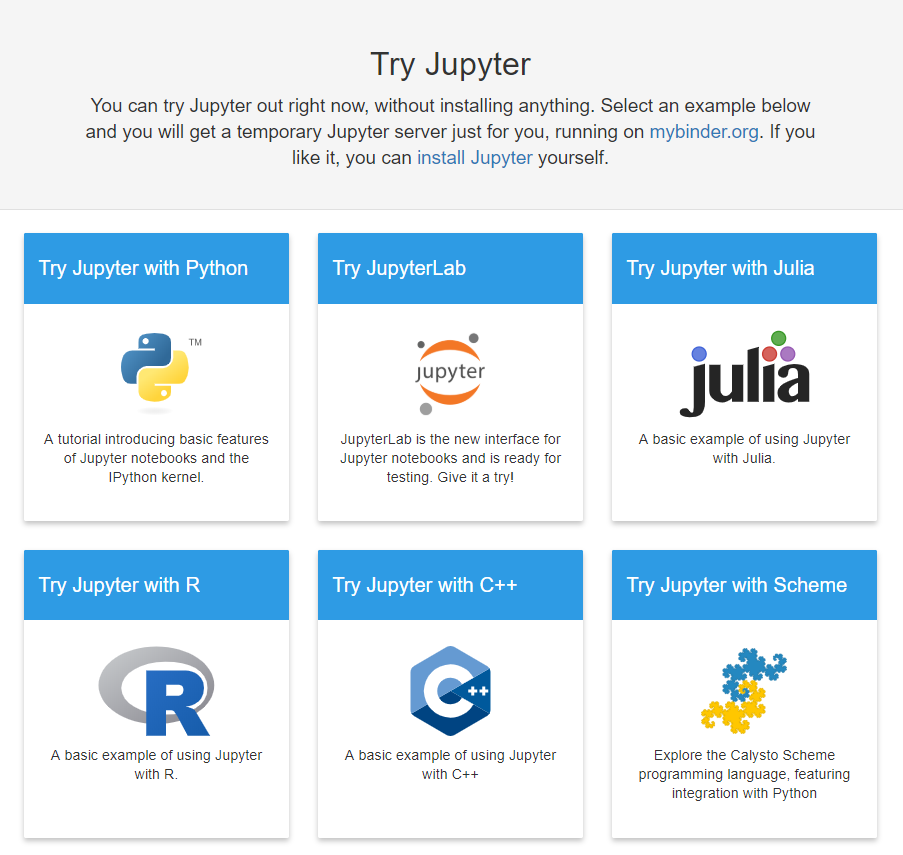 Try Jupyter
You can try Jupyter out right now, without installing anything. Select an example below
and you will get a temporary Jupyter server just for you, running on mybinder.org. If you
like it, you can install Jupyter yourself.
Try Jupyter with Python
TM
A tutorial introducing basic features
of Jupyter notebooks and the
IPython kernel.
Try JupyterLab
jupyter
JupyterLab is the new interface for
Jupyter notebooks and is ready for
testing. Give it a try!
Try Jupyter with Julia
julia
A basic example of using Jupyter
with Julia.
Try Jupyter with R
R
A basic example of using Jupyter
with R.
Try Jupyter with C++
C++
A basic example of using Jupyter
with C++
Try Jupyter with Scheme
Explore the Calysto Scheme
programming language, featuring
integration with Python